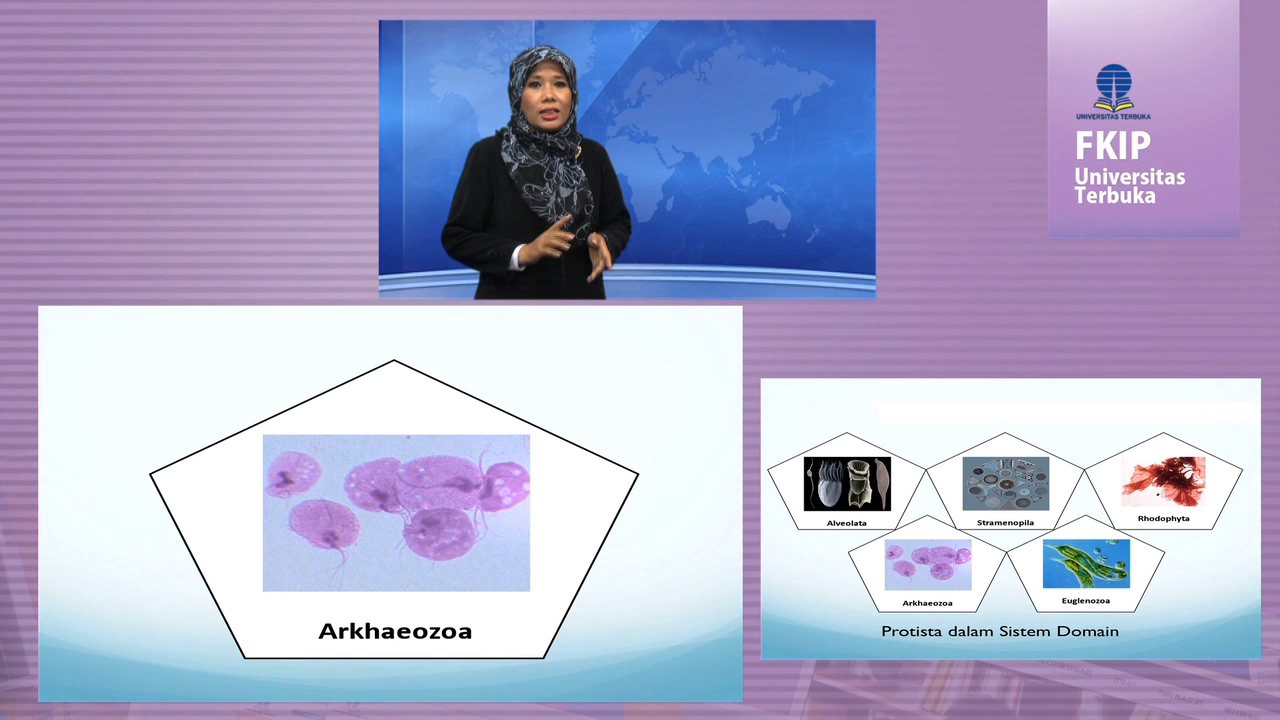 UNIVERSITAS TERBUKA
FKIP
Universitas
Terbuka
Arkhaeozoa
Alveolata
Stramenopila
Rhodophyta
Arkhaeozoa
Euglenozoa
Protista dalam Sistem Domain